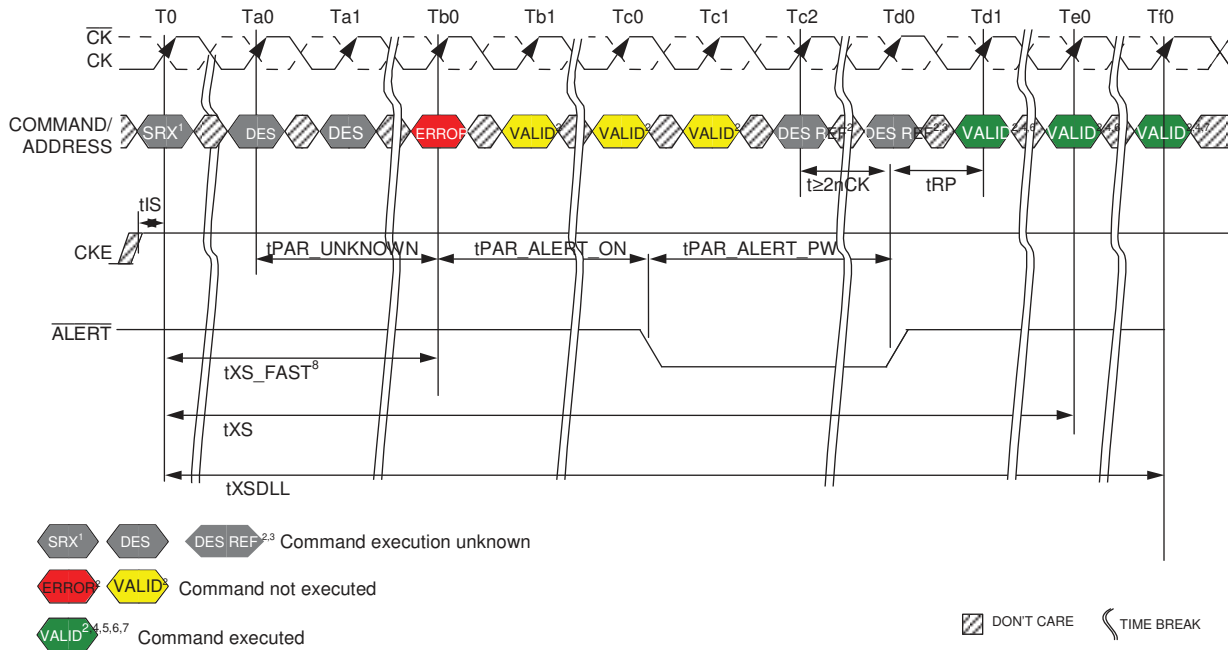 T0 Ta0 Ta1 Tb0 Tb1 Tc0 Tc1 Tc2 Td0 Td1 Te0 Tf0
CK
CK
COMMAND/
ADDRESS
SRX1 DES DES ERROR VALID2 VALID2 VALID2 DES REF2 DES REF2,3 VALID2,4,6 VALID2,4,6 VALID2,4,7
t≥2nCK tRP
tIS
CKE
tPAR_UNKNOWN tPAR_ALERT_ON tPAR_ALERT_PW
ALERT
tXS_FAST8
tXS
tXSDLL
SRX1 DES DES REF2,3 Command execution unknown
ERROR2 VALID2 Command not executed
VALID2,4,5,6,7 Command executed
DON'T CARE TIME BREAK